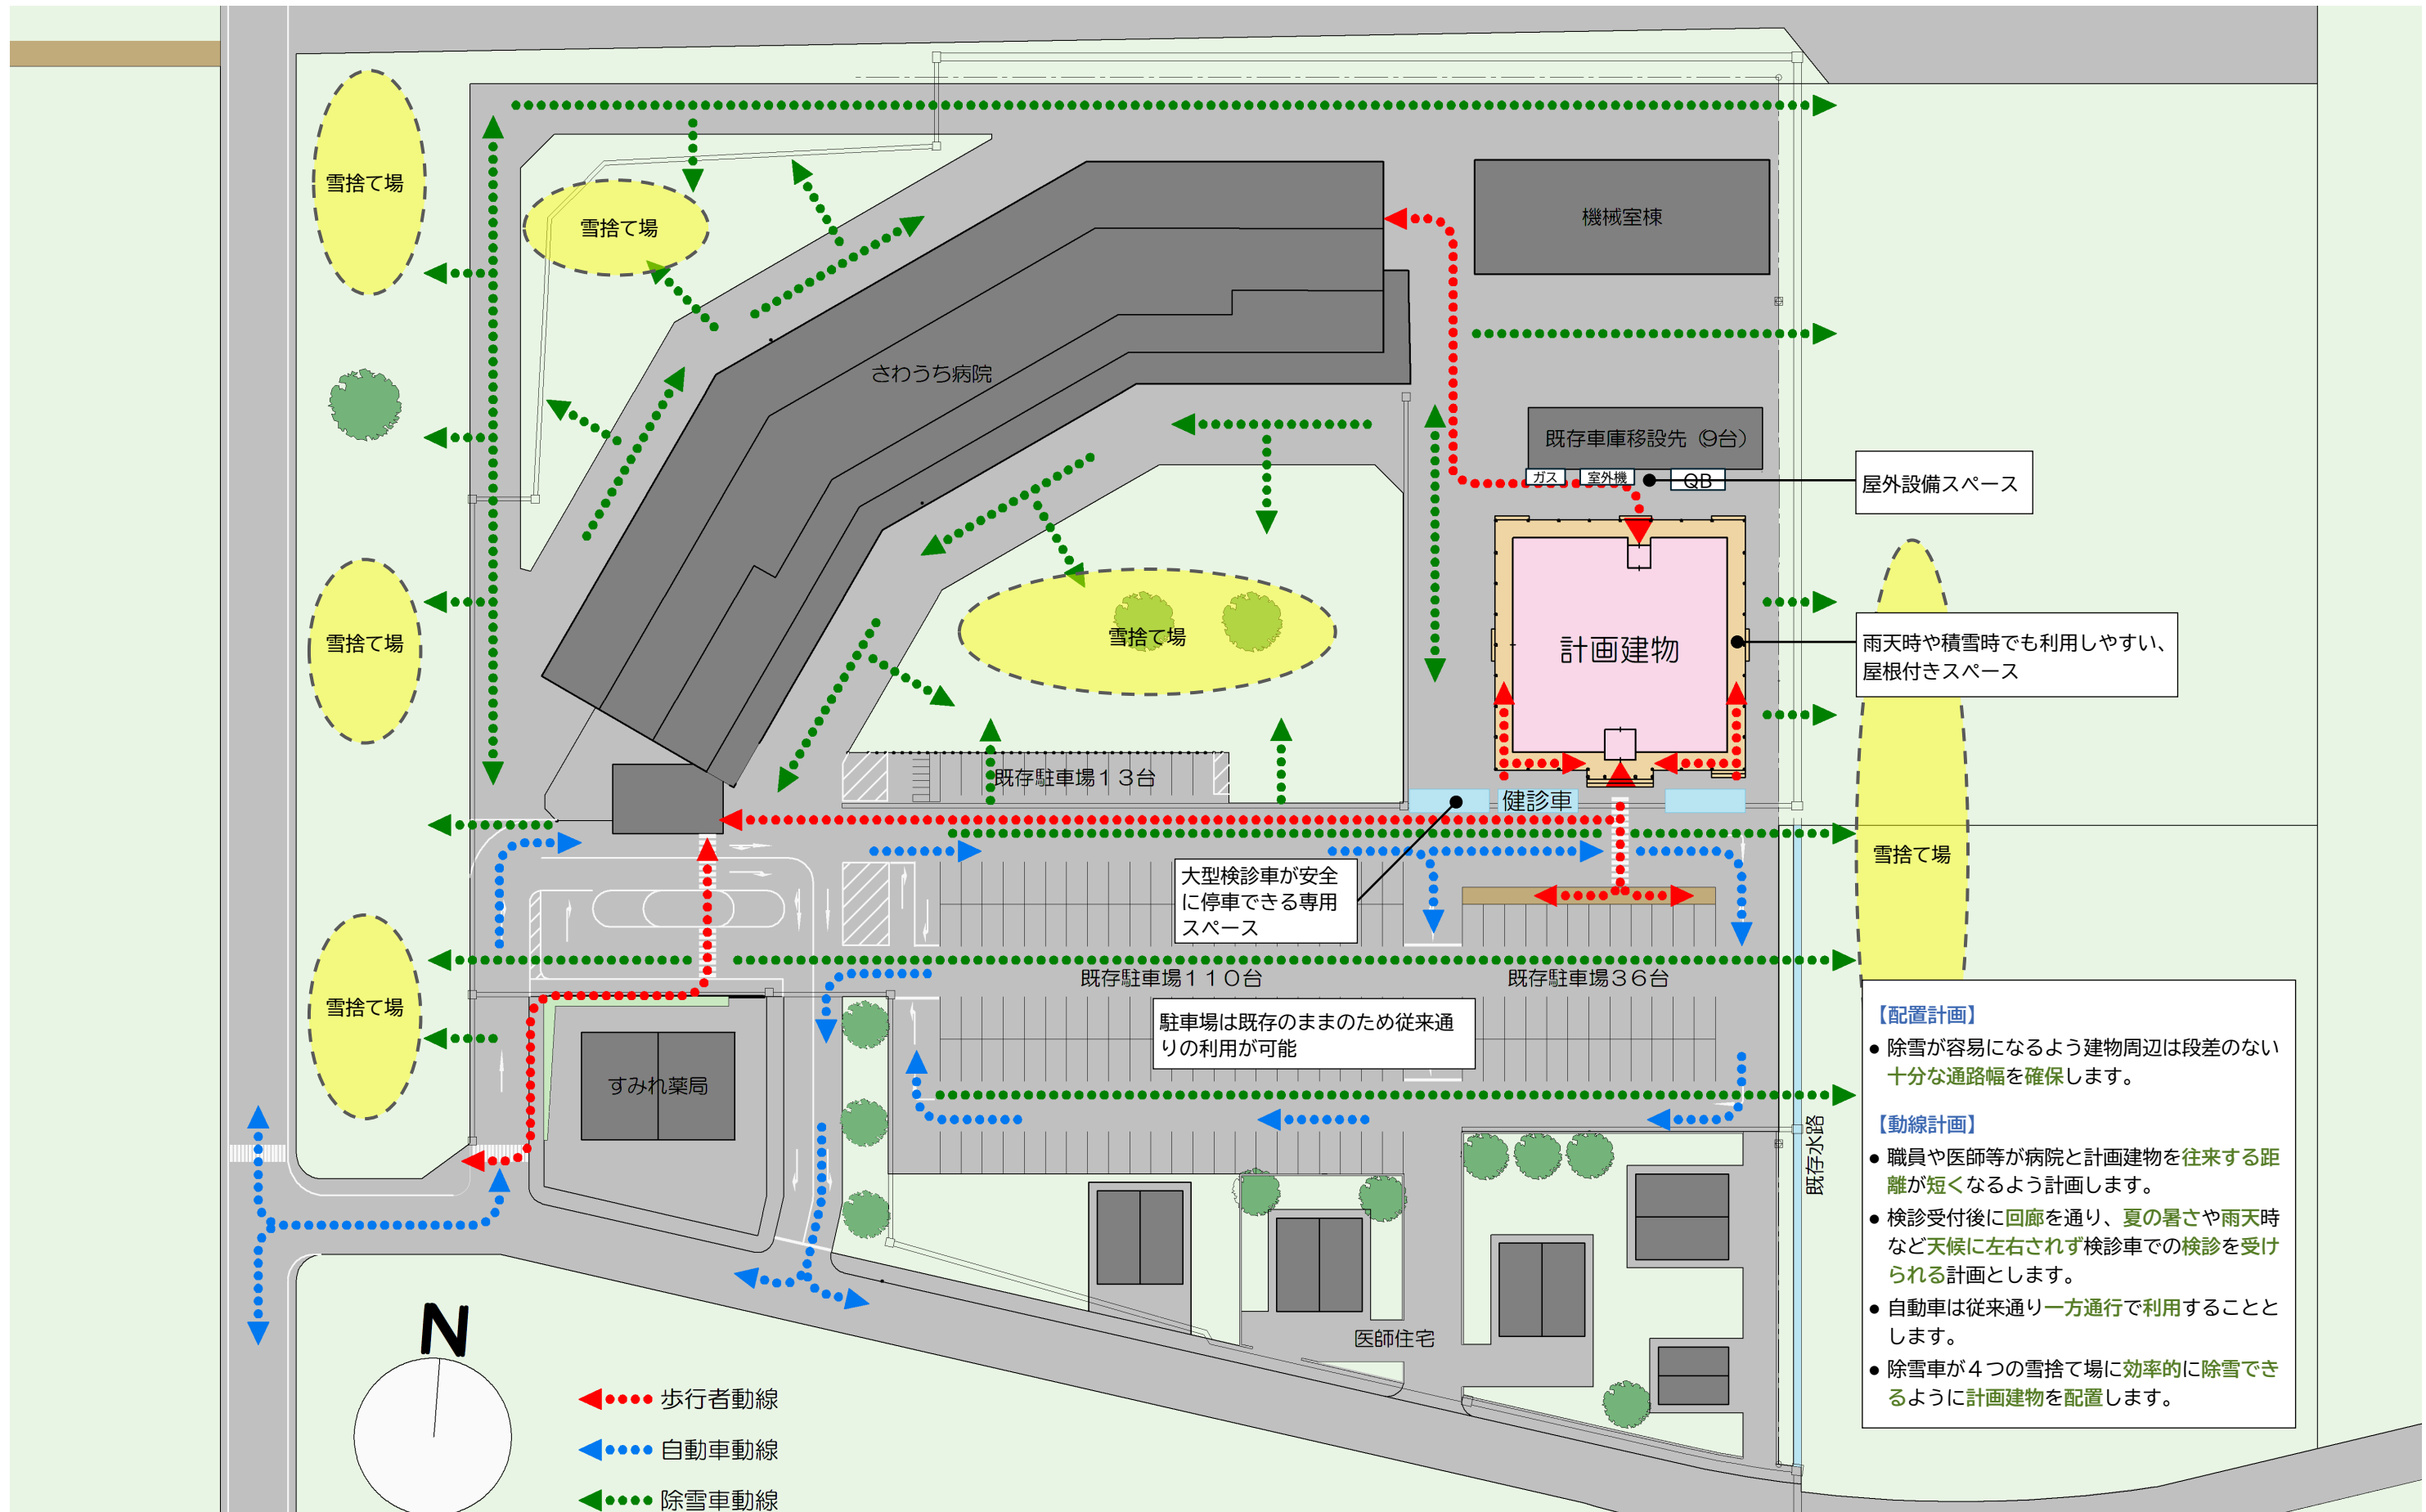 雪捨て場
雪捨て場
機械室棟
さわうち病院
既存車庫移設先（9台）
ガス
室外機
QB
屋外設備スペース
雪捨て場
雪捨て場
計画建物
雨天時や積雪時でも利用しやすい、
屋根付きスペース
既存駐車場１３台
健診車
雪捨て場
大型検診車が安全
に停車できる専用
スペース
既存駐車場１１０台
既存駐車場３６台
雪捨て場
駐車場は既存のままのため従来通
りの利用が可能
すみれ薬局
既存水路
医師住宅
【配置計画】
● 除雪が容易になるよう建物周辺は段差のない
十分な通路幅を確保します。
【動線計画】
● 職員や医師等が病院と計画建物を往来する距
離が短くなるよう計画します。
● 検診受付後に回廊を通り、夏の暑さや雨天時
など天候に左右されず検診車での検診を受け
られる計画とします。
● 自動車は従来通り一方通行で利用することと
します。
● 除雪車が４つの雪捨て場に効率的に除雪でき
るように計画建物を配置します。
N
歩行者動線
自動車動線
除雪車動線